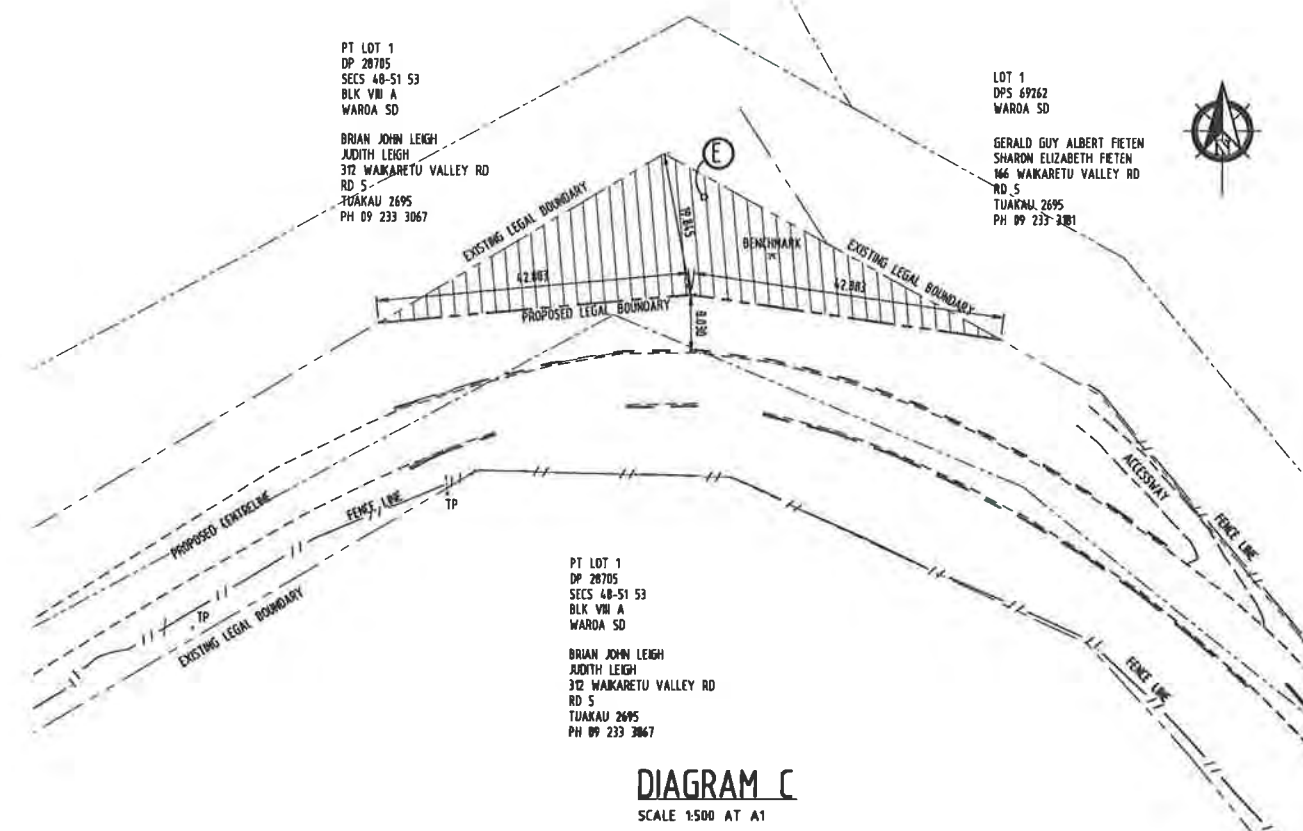 PT LOT 1
DP 28705
SECS 48-51 53
BLK VIII A
WAROA SD
BRIAN JOHN LEIGH
JUDITH LEIGH
312 WAIKARETU VALLEY RD
RD 5
TUAKAU 2695
PH 09 233 3067
LOT 1
DPS 69262
WAROA SD
GERALD GUY ALBERT FIETEN
SHARON ELIZABETH FIETEN
166 WAIKARETU VALLEY RD
RD 5
TUAKAU 2695
PH 09 233
N
E
EXISTING LEGAL BOUNDARY
19.845
BENCHMARK
EXISTING LEGAL BOUNDARY
42.883
42.883
PROPOSED LEGAL BOUNDARY
8.030
PROPOSED CENTRELINE
FENCE LINE
TP
TP
EXISTING LEGAL BOUNDARY
ACCESSWAY
FENCE LINE
FENCE LINE
PT LOT 1
DP 28705
SECS 48-51 53
BLK VIII A
WAROA SD
BRIAN JOHN LEIGH
JUDITH LEIGH
312 WAIKARETU VALLEY RD
RD 5
TUAKAU 2695
PH 09 233 3067
DIAGRAM C
SCALE 1:500 AT A1